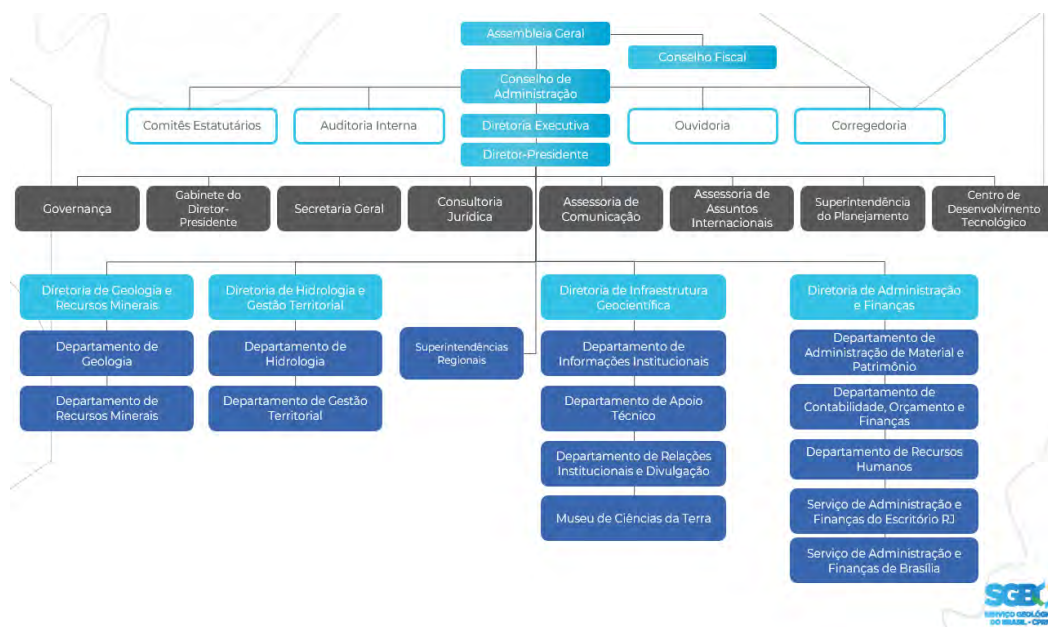 Assembleia Geral
Conselho Fiscal
Conselho de
Administração
Comitês Estatutários
Auditoria Interna
Diretoria Executiva
Ouvidoria
Corregedoria
Diretor-Presidente
Governança
Gabinete do
Diretor-
Presidente
Secretaria Geral
Consultoria
Jurídica
Assessoria de
Comunicação
Assessoria de
Assuntos
Internacionais
Superintendência
do Planejamento
Centro de
Desenvolvimento
Tecnológico
Diretoria de Geologia e
Recursos Minerais
Diretoria de Hidrologia e
Gestão Territorial
Diretoria de Infraestrutura
Geocientífica
Diretoria de Administração
e Finanças
Departamento de
Geologia
Departamento de
Hidrologia
Superintendências
Regionais
Departamento de
Informações Institucionais
Departamento de
Administração de Material e
Patrimônio
Departamento de
Recursos Minerais
Departamento de Gestão
Territorial
Departamento de Apoio
Técnico
Departamento de
Contabilidade, Orçamento e
Finanças
Departamento de Relações
Institucionais e Divulgação
Departamento de Recursos
Humanos
Museu de Ciências da Terra
Serviço de Administração e
Finanças do Escritório RJ
Serviço de Administração e
Finanças de Brasília
SGB
SERVIÇO GEOLÓGIC
DO BRASIL - CPR